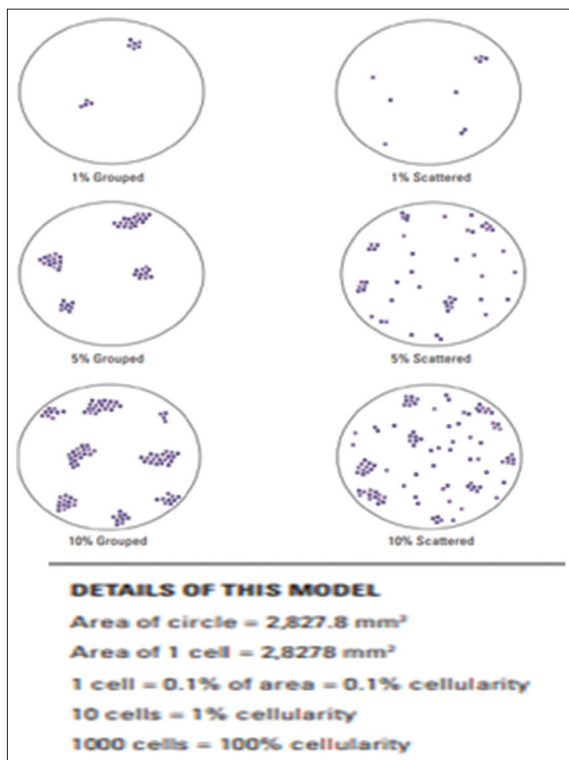 1% Grouped
1% Scattered
5% Grouped
5% Scattered
10% Grouped
10% Scattered
DETAILS OF THIS MODEL
Area of circle = 2,827.8 mm²
Area of 1 cell = 2,8278 mm²
1 cell = 0.1% of area = 0.1% cellularity
10 cells = 1% cellularity
1000 cells = 100% cellularity